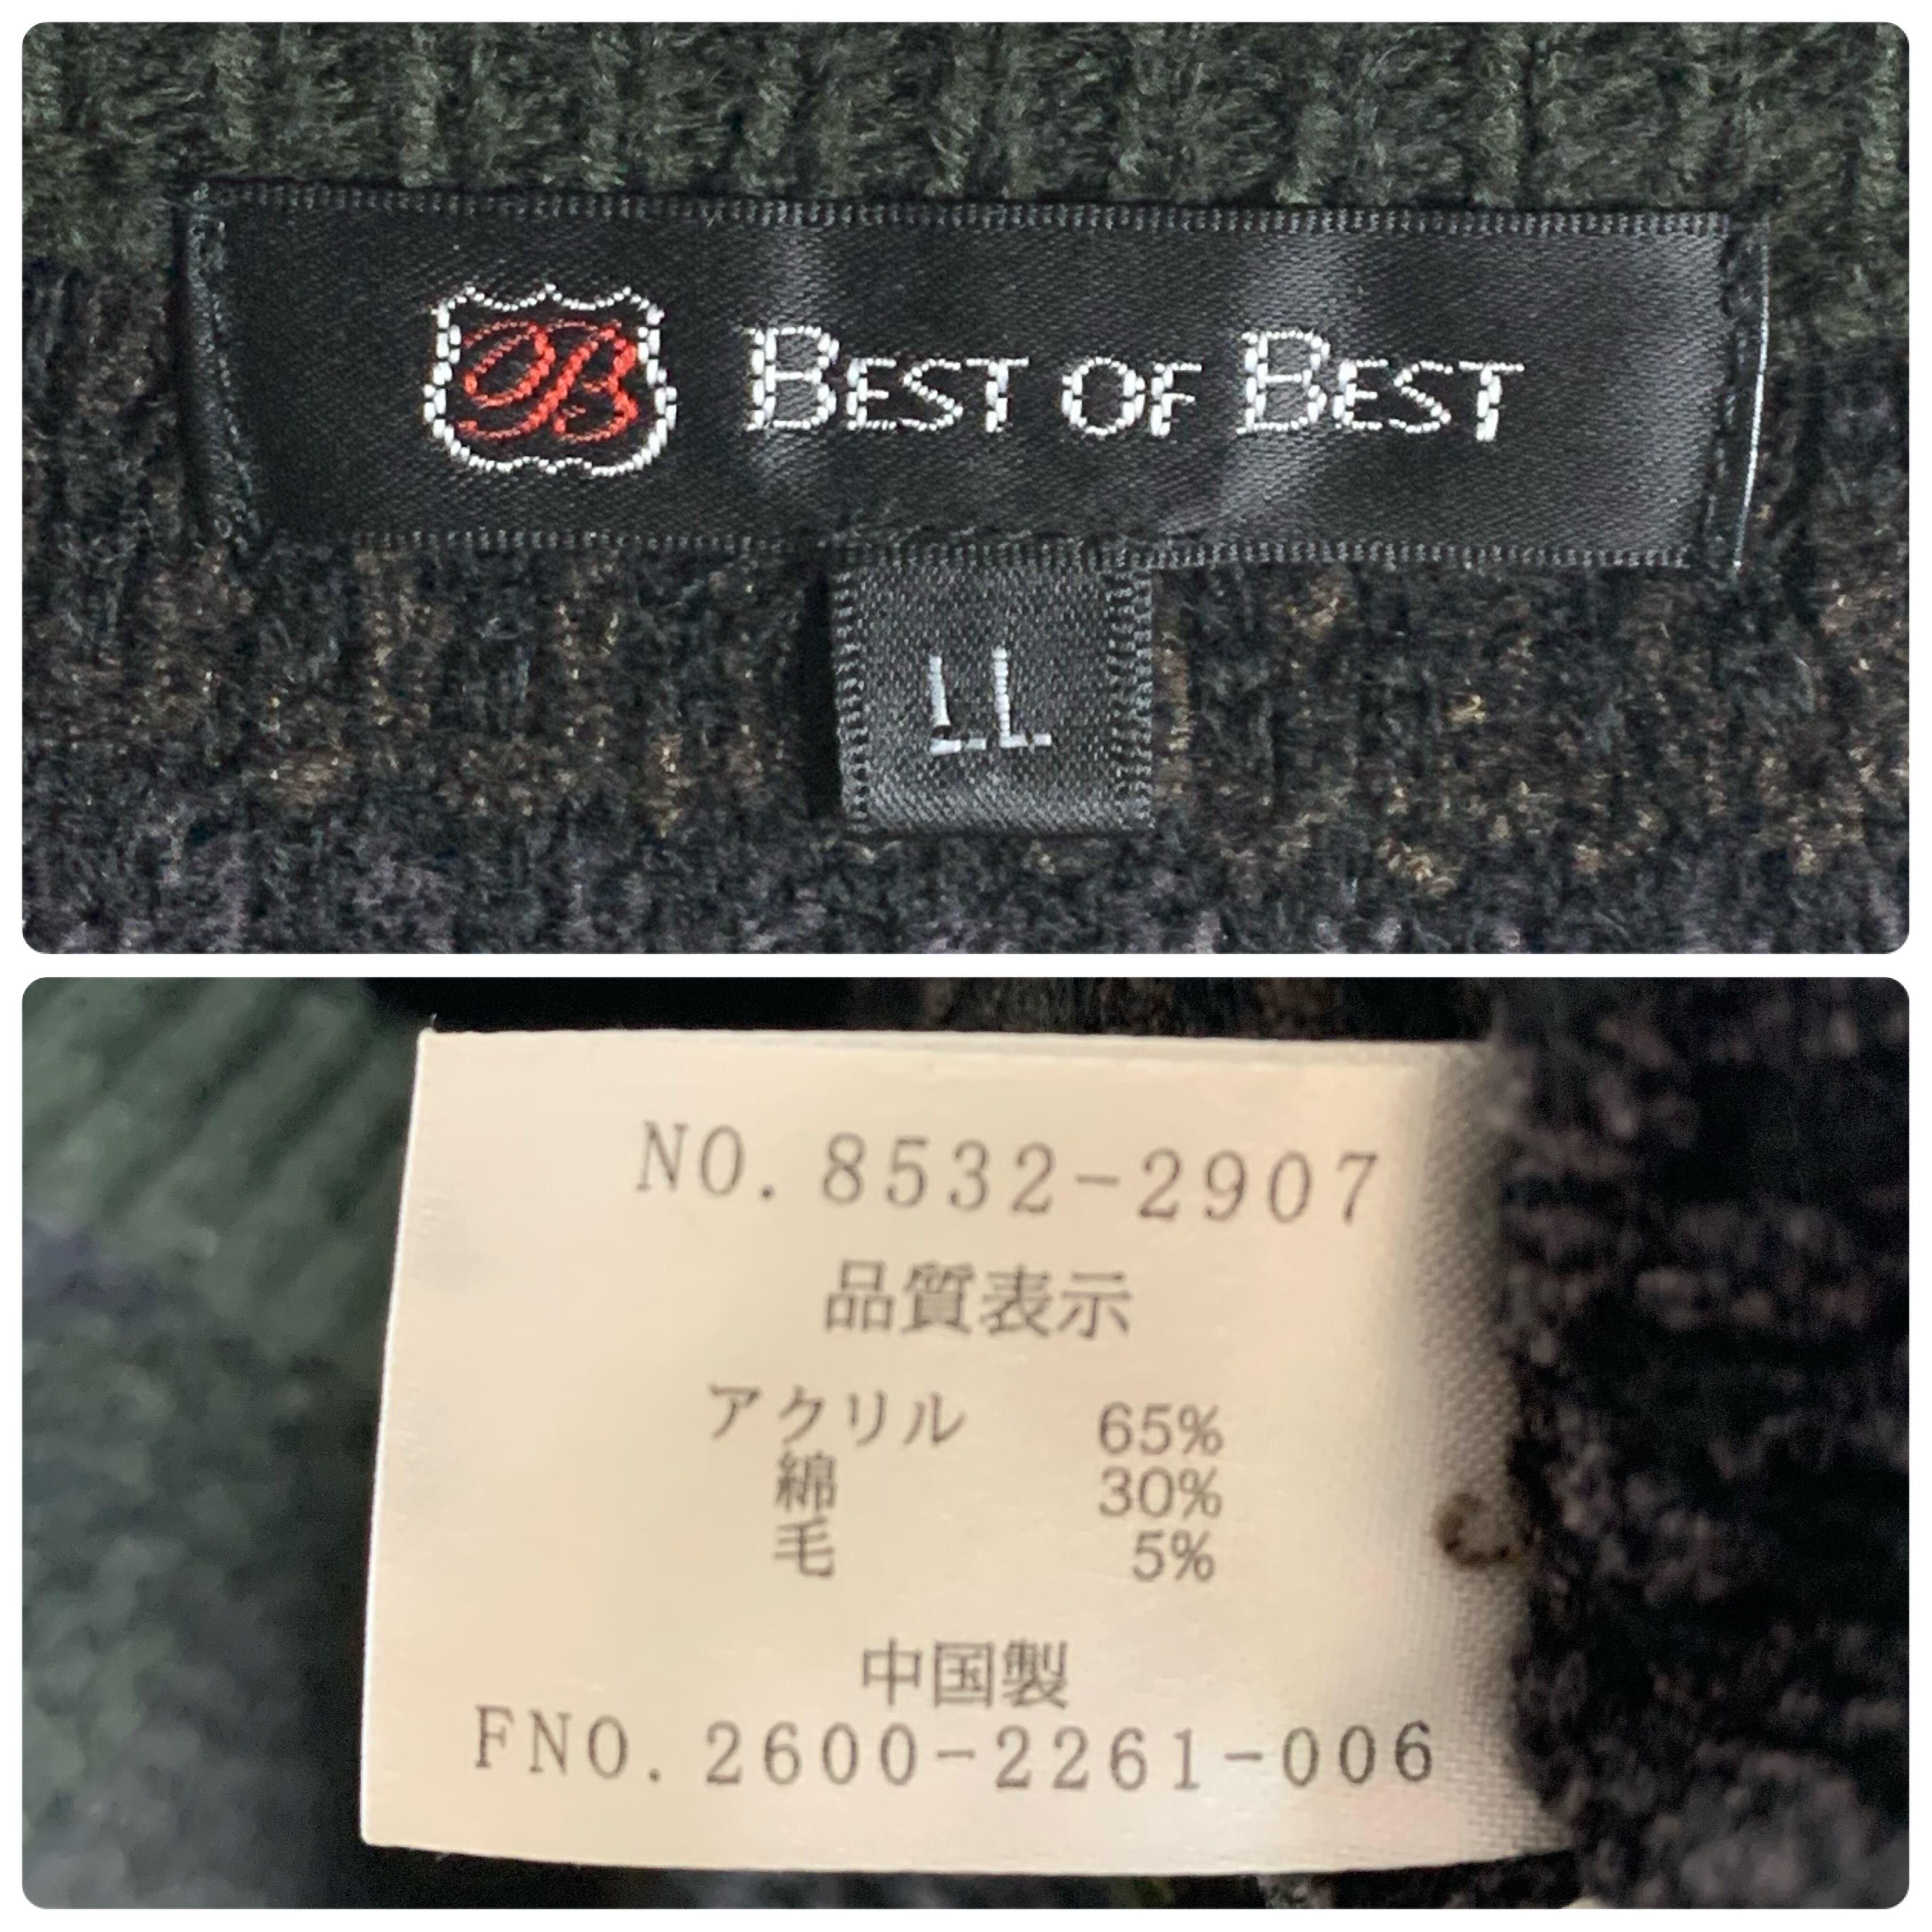 B BEST OF BEST
LL
NO. 8532-2907
品質表示
アクリル 65%
綿 30%
毛 5%
中国製
FNO. 2600-2261-006